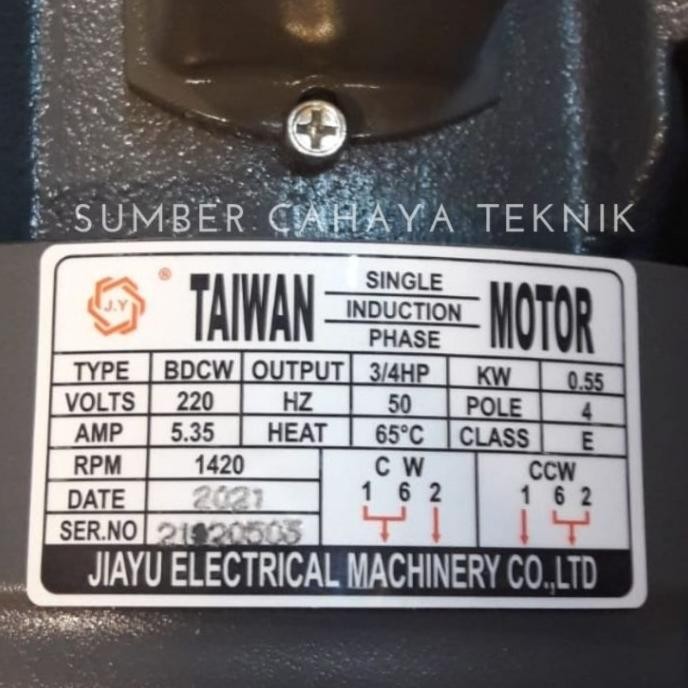 SUMBER CAHAYA TEKNIK
J.Y ® TAIWAN SINGLE INDUCTION PHASE MOTOR
TYPE BDCW OUTPUT 3/4HP KW 0.55
VOLTS 220 HZ 50 POLE 4
AMP 5.35 HEAT 65°C CLASS E
RPM 1420 CW CCW
DATE 2021 1 6 2 1 6 2
SER.NO
JIAYU ELECTRICAL MACHINERY CO.,LTD